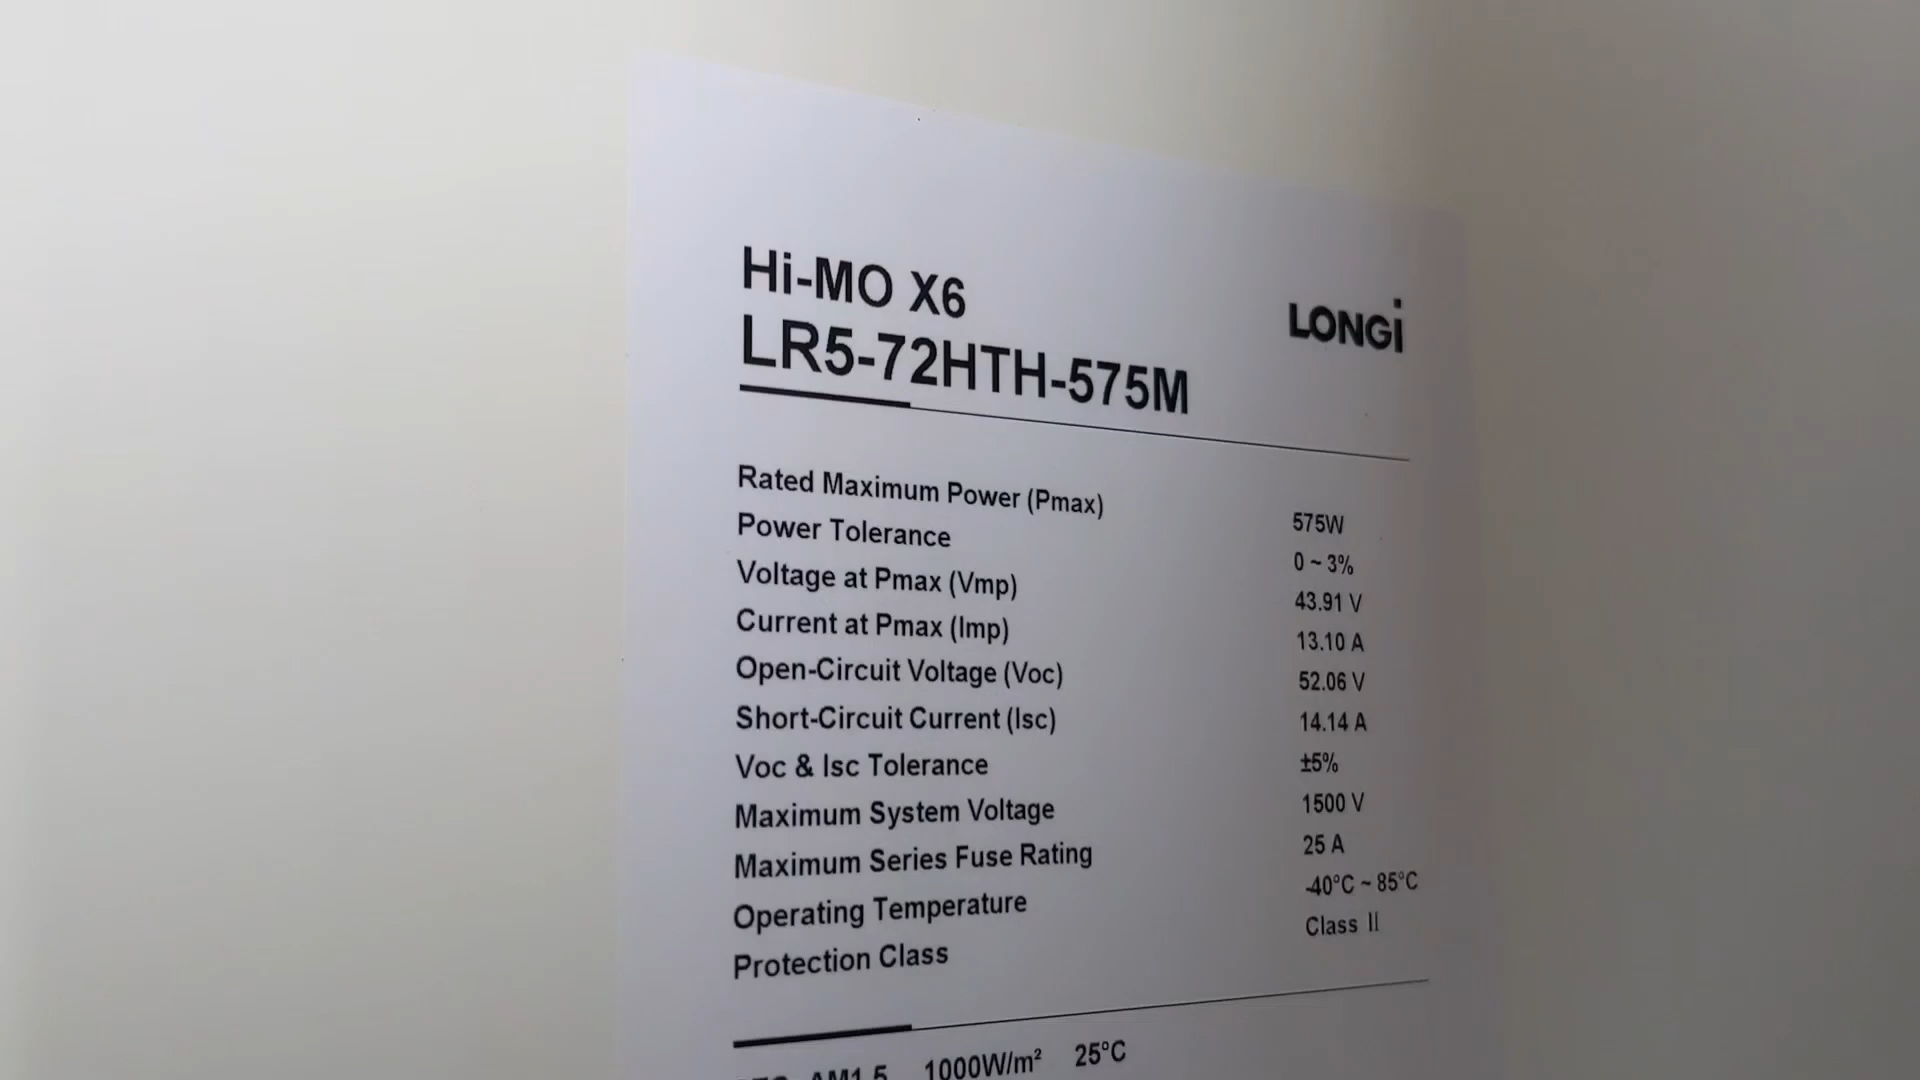 Hi-MO X6
LONGi
LR5-72HTH-575M
Rated Maximum Power (Pmax) 575W
Power Tolerance 0 ~ 3%
Voltage at Pmax (Vmp) 43.91 V
Current at Pmax (Imp) 13.10 A
Open-Circuit Voltage (Voc) 52.06 V
Short-Circuit Current (Isc) 14.14 A
Voc & Isc Tolerance ±5%
Maximum System Voltage 1500 V
Maximum Series Fuse Rating 25 A
Operating Temperature -40°C ~ 85°C
Protection Class Class II
AM1.5 1000W/m² 25°C